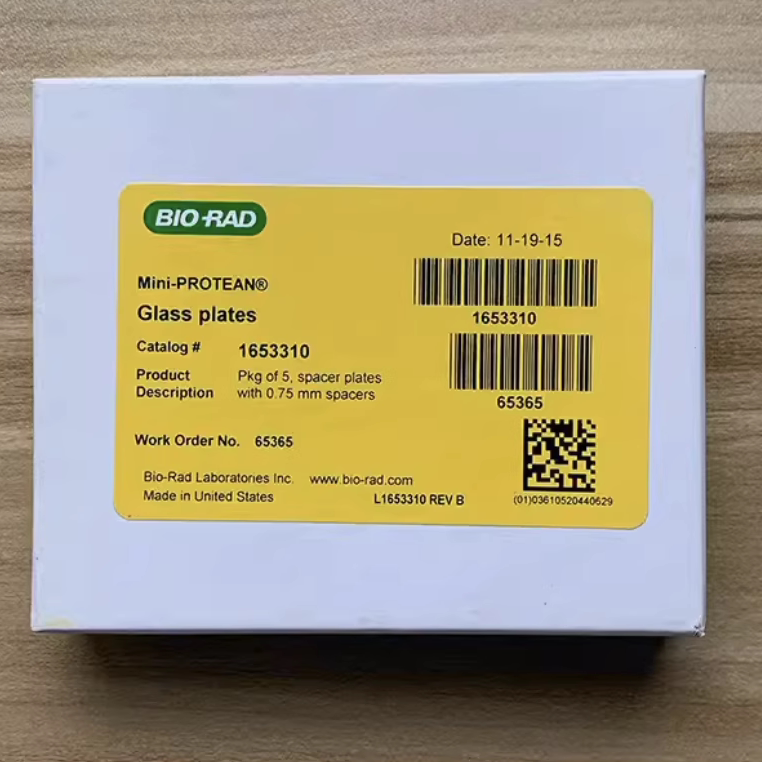 BIO-RAD
Date: 11-19-15
1653310
65365
Mini-PROTEAN®
Glass plates
Catalog # 1653310
Product Description Pkg of 5, spacer plates
with 0.75 mm spacers
Work Order No. 65365
Bio-Rad Laboratories Inc. www.bio-rad.com
Made in United States
L1653310 REV B
(01)03610520440629